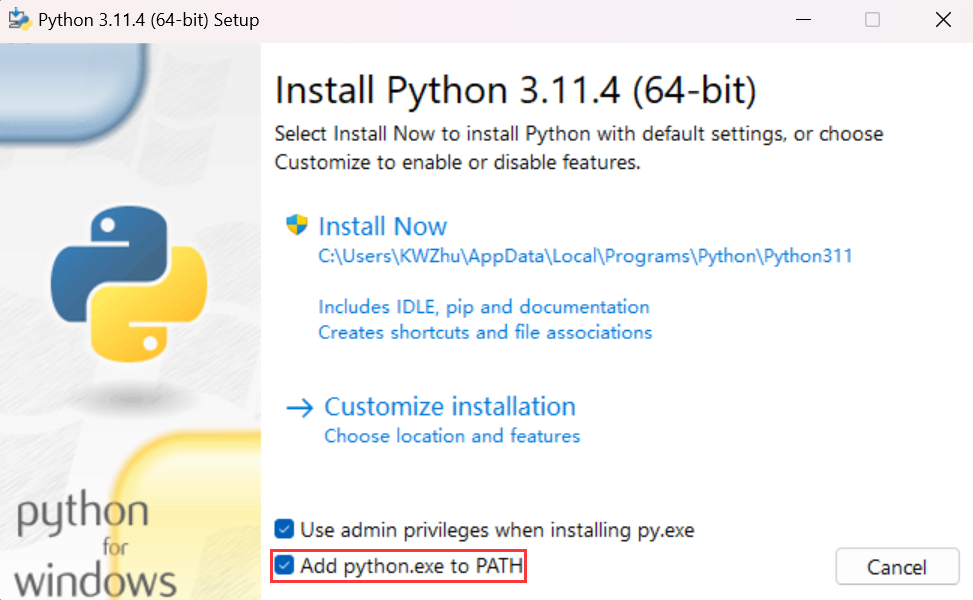 Python 3.11.4 (64-bit) Setup
Install Python 3.11.4 (64-bit)
Select Install Now to install Python with default settings, or choose
Customize to enable or disable features.
Install Now
C:\Users\KWZhu\AppData\Local\Programs\Python\Python311
Includes IDLE, pip and documentation
Creates shortcuts and file associations
Customize installation
Choose location and features
python
for
windows
Use admin privileges when installing py.exe
Add python.exe to PATH
Cancel